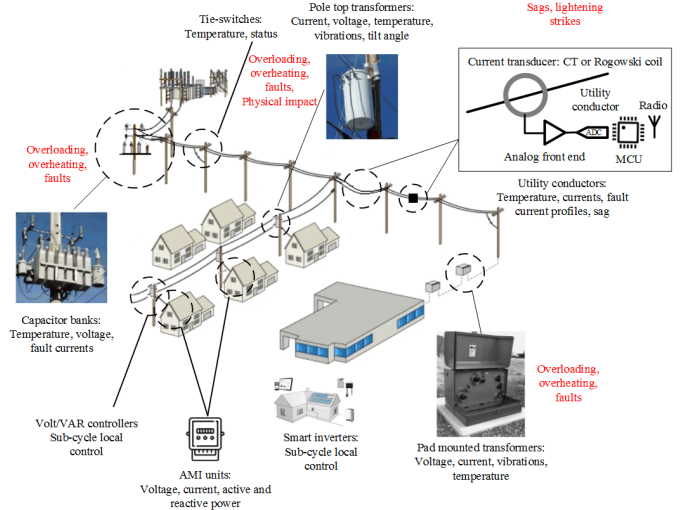 Tie-switches:
Temperature, status
Pole top transformers:
Current, voltage, temperature,
vibrations, tilt angle
Sags, lightening
strikes
Overloading,
overheating,
faults,
Physical impact
Current transducer: CT or Rogowski coil
Utility
conductor
Radio
ADC
Analog front end
MCU
Overloading,
overheating,
faults
Utility conductors:
Temperature, currents, fault
current profiles, sag
Capacitor banks:
Temperature, voltage,
fault currents
Overloading,
overheating,
faults
Volt/VAR controllers
Sub-cycle local
control
Smart inverters:
Sub-cycle local
control
Pad mounted transformers:
Voltage, current, vibrations,
temperature
AMI units:
Voltage, current, active and
reactive power